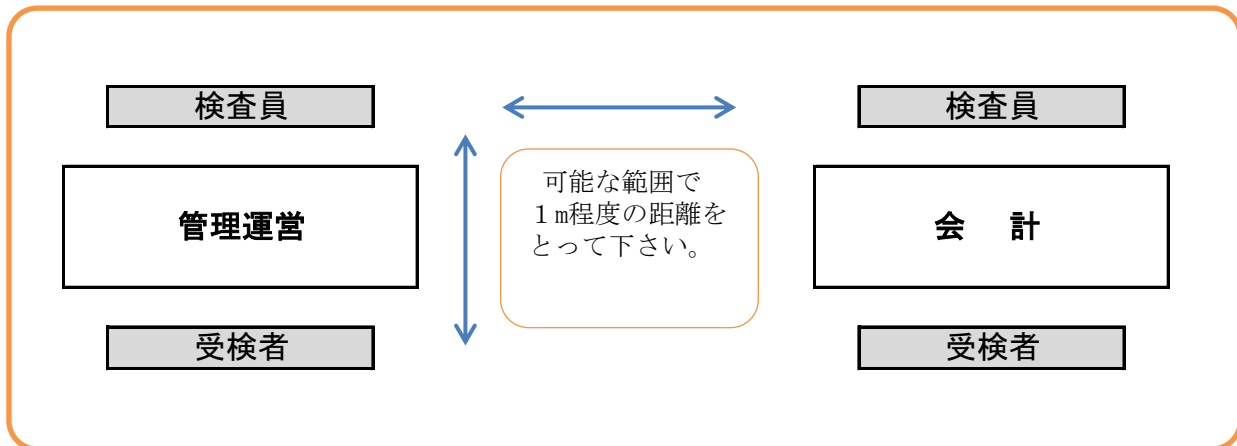 検査員
検査員
管理運営
可能な範囲で
１ｍ程度の距離を
とって下さい。
会　計
受検者
受検者